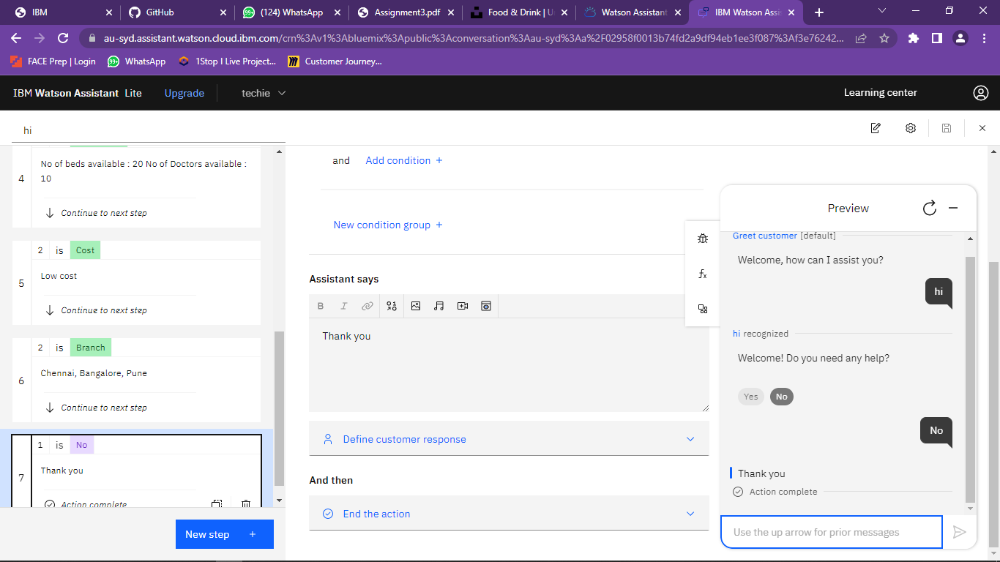 IBM
GitHub
(124) WhatsApp
Assignment3.pdf
Food & Drink | U
Watson Assistant
IBM Watson Assis
au-syd.assistant.watson.cloud.ibm.com/crn%3Av1%3Abluemix%3Apublic%3Aconversation%3Aau-syd%3Aa%2F02958f0013b74fd2a9df94eb1ee3f087%3Af3e76242...
FACE Prep | Login
99+ WhatsApp
1Stop I Live Project...
Customer Journey...
IBM Watson Assistant Lite
Upgrade
techie
Learning center
hi
4
No of beds available : 20 No of Doctors available :
10
Continue to next step
2 is Cost
5
Low cost
Continue to next step
2 is Branch
6
Chennai, Bangalore, Pune
Continue to next step
1 is No
7
Thank you
Action complete
New step +
and Add condition +
New condition group +
Assistant says
B I
Thank you
Define customer response
And then
End the action
Preview
Greet customer [default]
Welcome, how can I assist you?
hi
hi recognized
Welcome! Do you need any help?
Yes No
No
Thank you
Action complete
Use the up arrow for prior messages